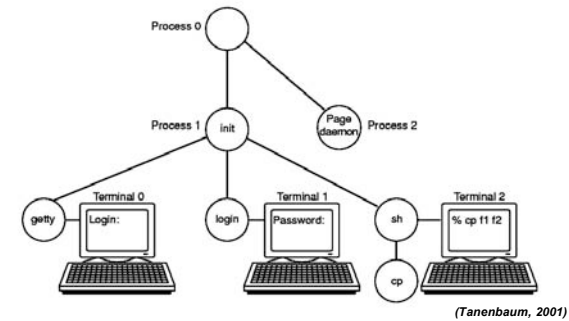 Process 0
Process 1
init
Page
daemon
Process 2
Terminal 0
Terminal 1
Terminal 2
getty
Login:
login
Password:
sh
% cp f1 f2
cp
(Tanenbaum, 2001)